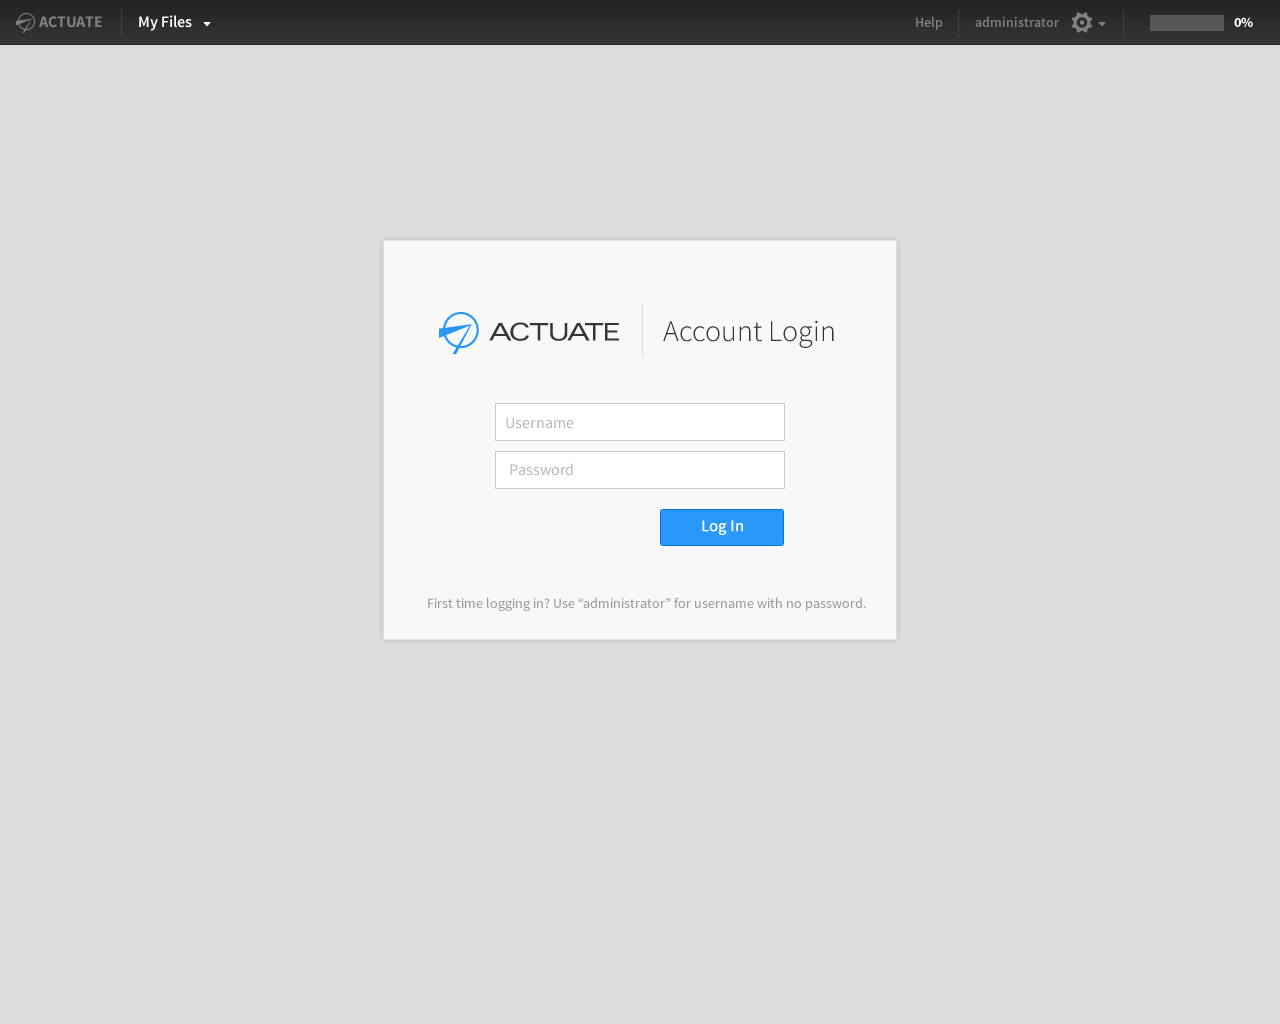 ACTUATE My Files Help administrator 0%
ACTUATE Account Login
Username
Password
Log In
First time logging in? Use “administrator” for username with no password.